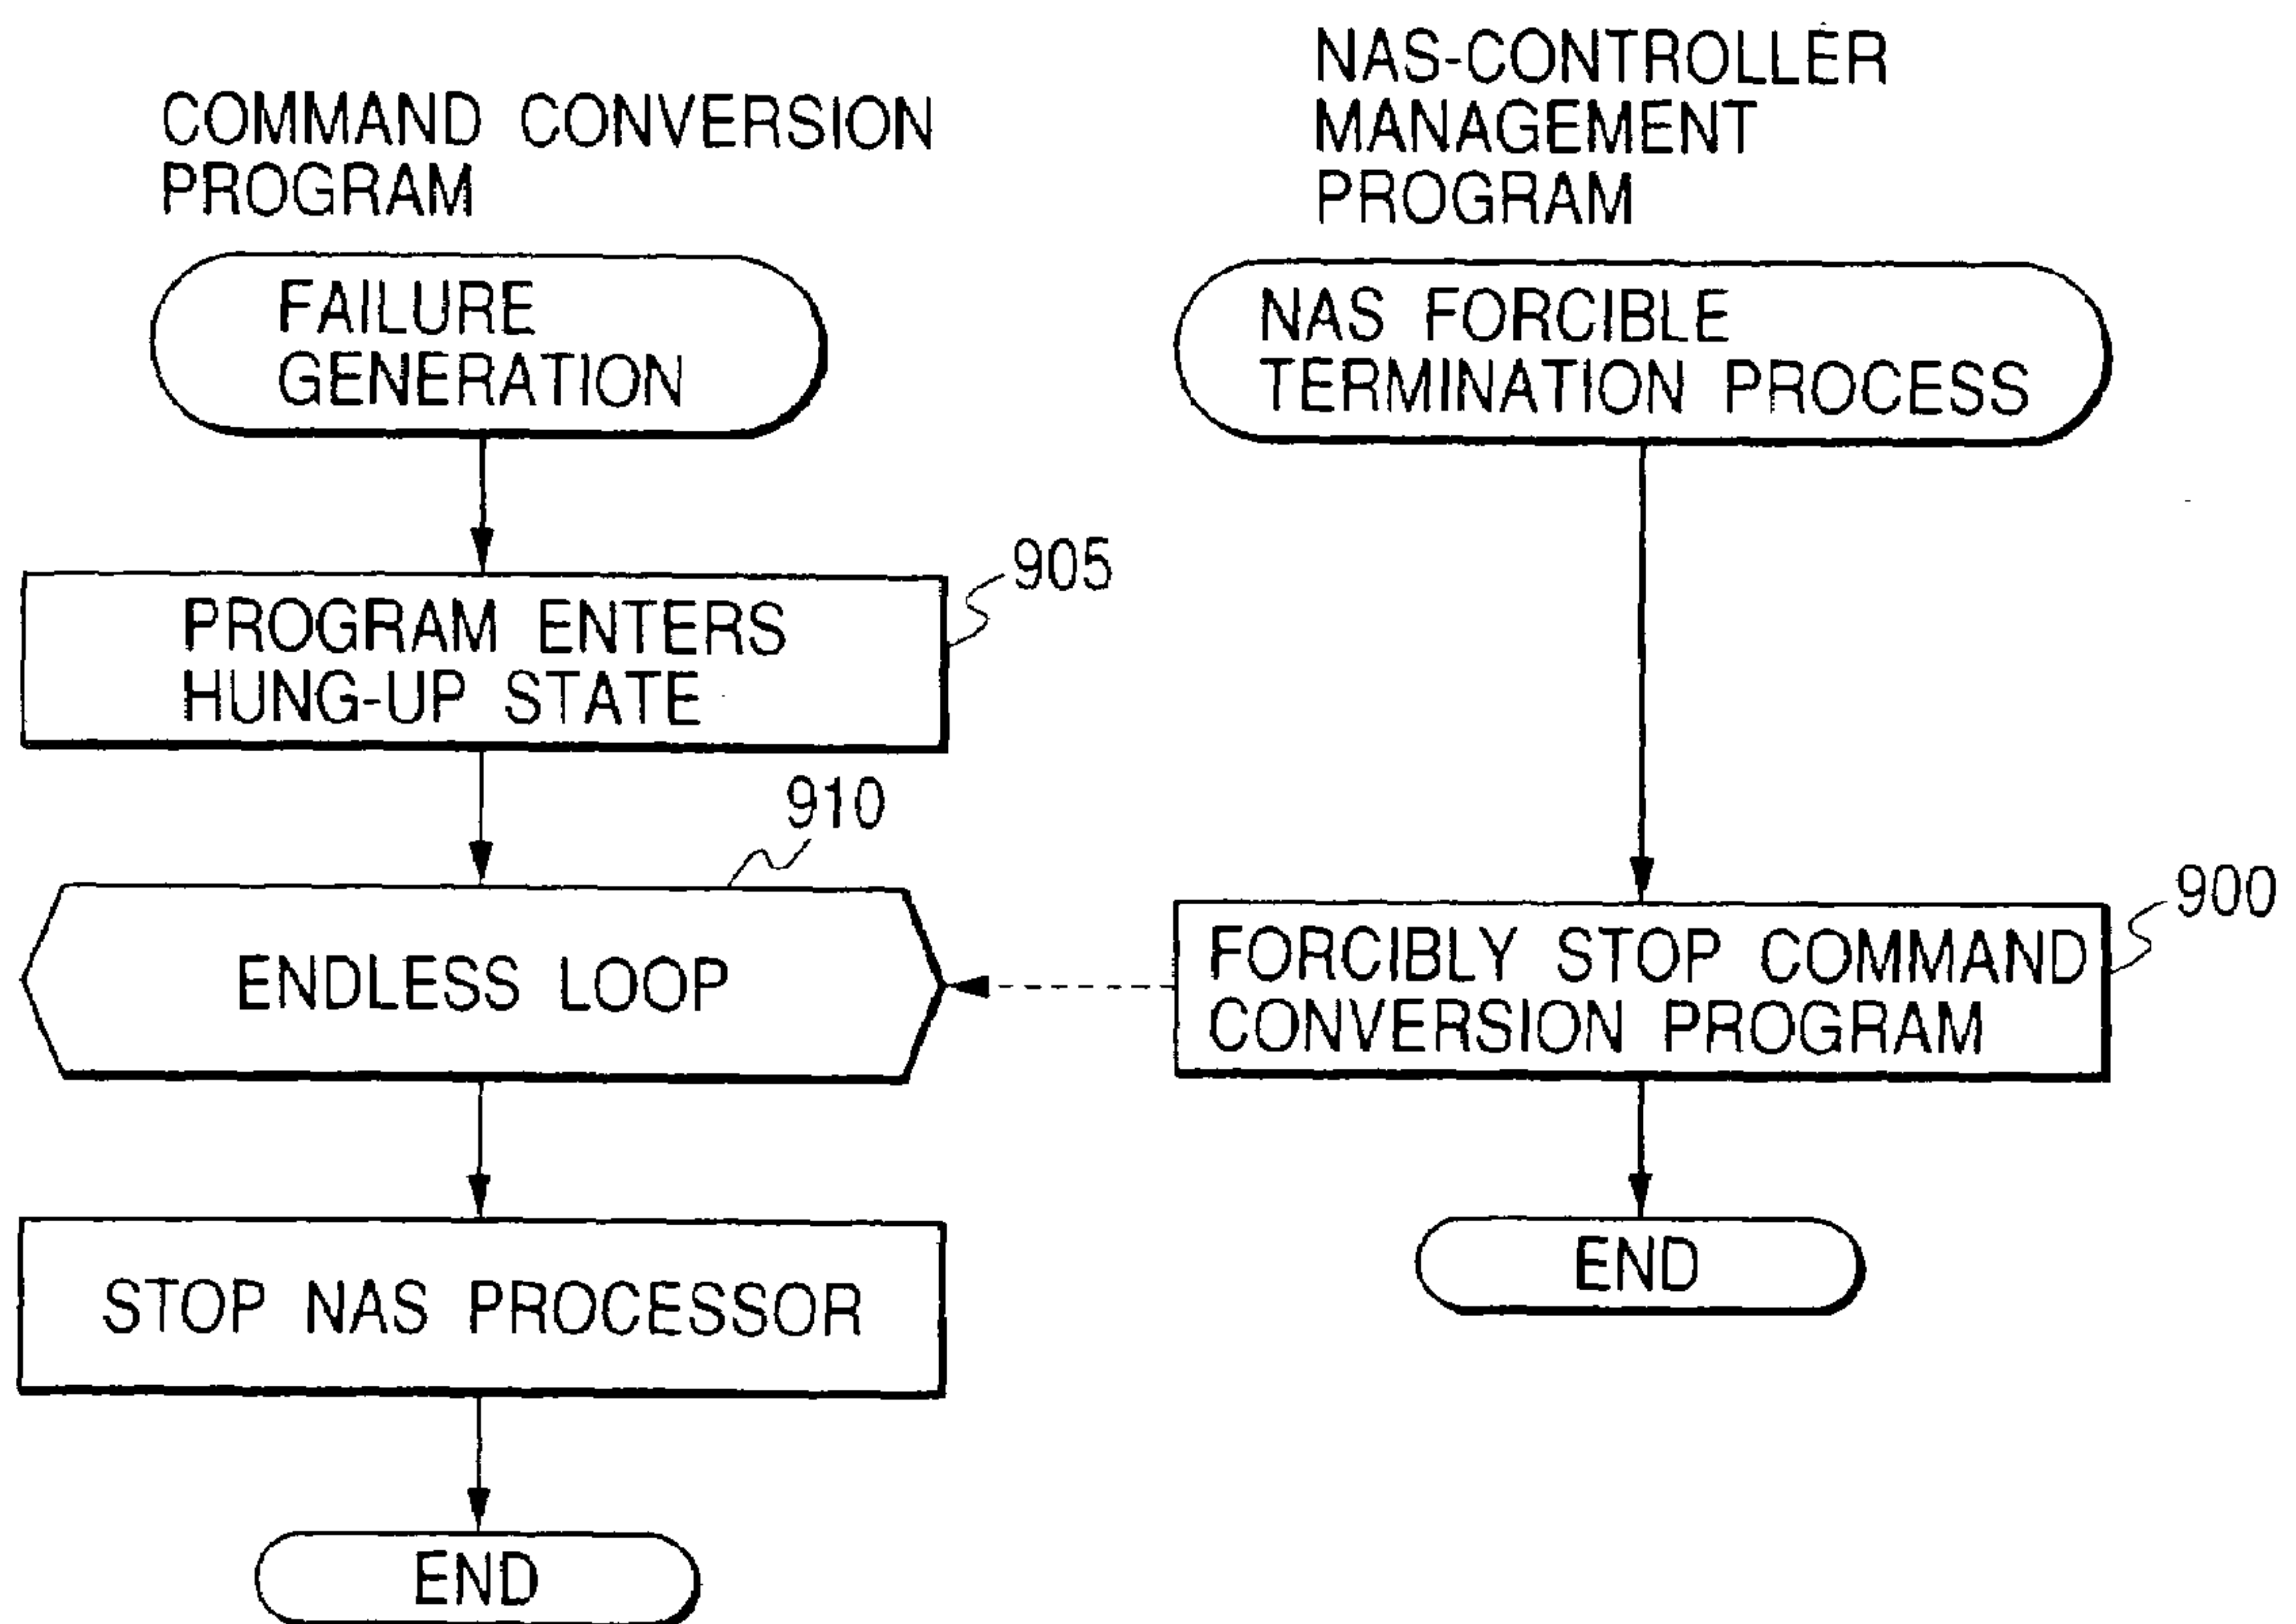 COMMAND CONVERSION
PROGRAM
FAILURE
GENERATION
905
PROGRAM ENTERS
HUNG-UP STATE
910
ENDLESS LOOP
STOP NAS PROCESSOR
END
NAS-CONTROLLER
MANAGEMENT
PROGRAM
NAS FORCIBLE
TERMINATION PROCESS
900
FORCIBLY STOP COMMAND
CONVERSION PROGRAM
END